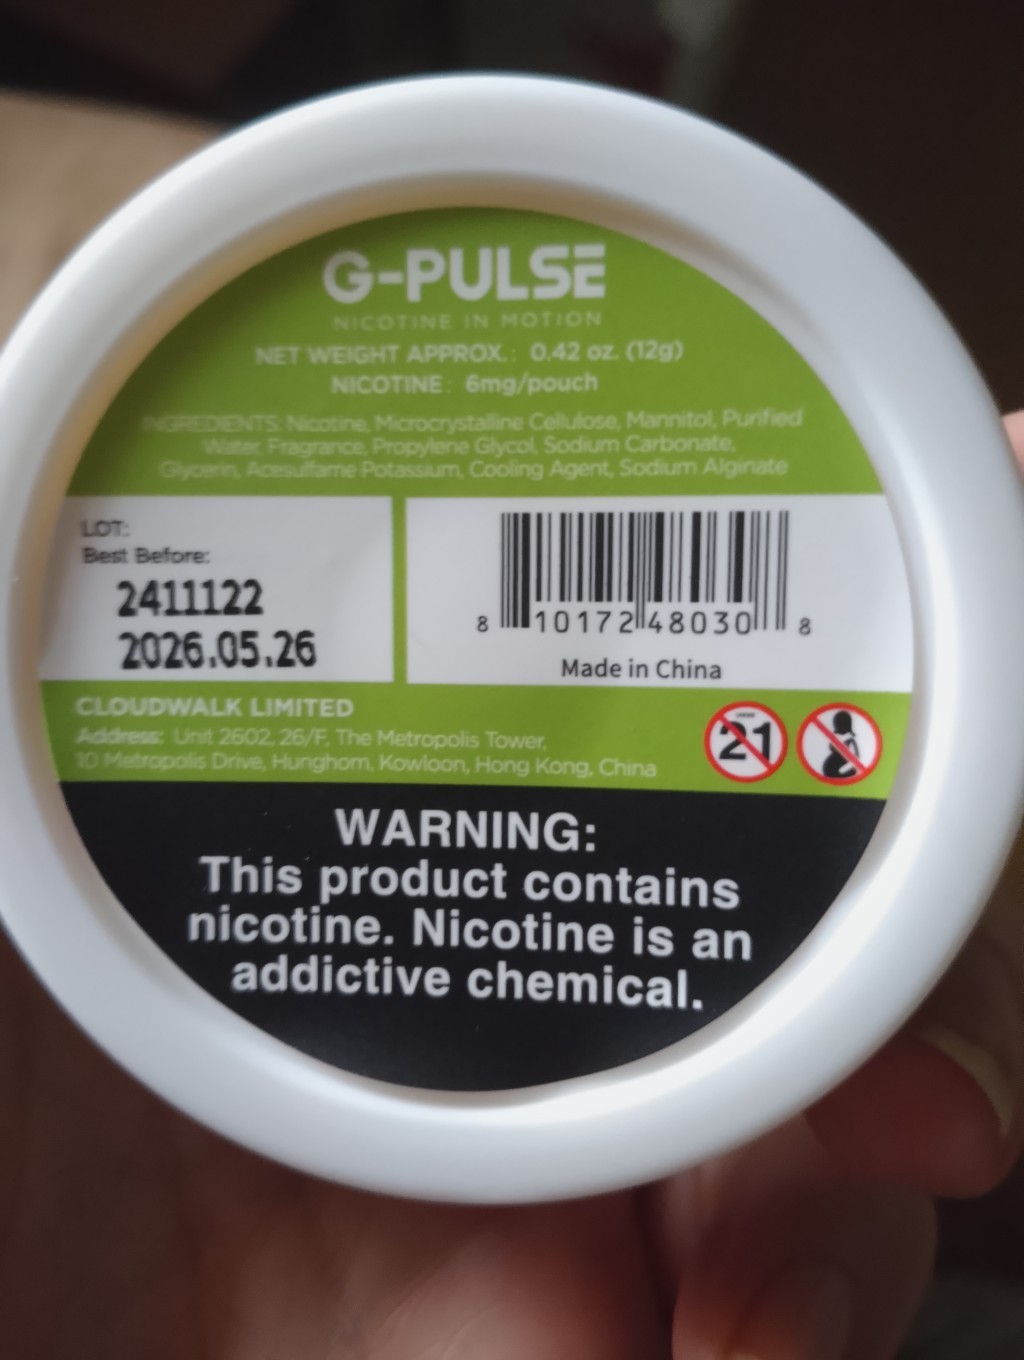 G-PULSE
NICOTINE IN MOTION
NET WEIGHT APPROX.: 0.42 oz. (12g)
NICOTINE: 6mg/pouch
INGREDIENTS: Nicotine, Microcrystalline Cellulose, Mannitol, Purified
Water, Fragrance, Propylene Glycol, Sodium Carbonate,
Glycerin, Acesulfame Potassium, Cooling Agent, Sodium Alginate
LOT:
Best Before:
2411122
2026.05.26
8 10172 48030 8
Made in China
CLOUDWALK LIMITED
Address: Unit 2602, 26/F, The Metropolis Tower,
10 Metropolis Drive, Hunghom, Kowloon, Hong Kong, China
21
WARNING:
This product contains
nicotine. Nicotine is an
addictive chemical.